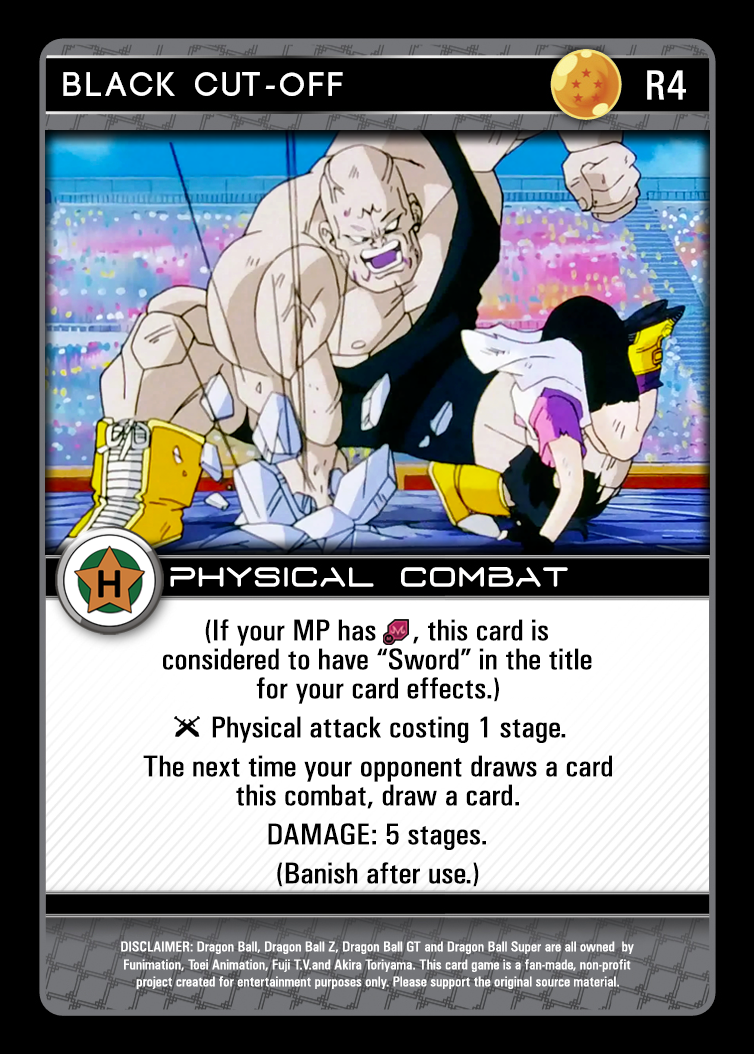 BLACK CUT-OFF R4
H PHYSICAL COMBAT
(If your MP has M, this card is
considered to have “Sword” in the title
for your card effects.)
Physical attack costing 1 stage.
The next time your opponent draws a card
this combat, draw a card.
DAMAGE: 5 stages.
(Banish after use.)
DISCLAIMER: Dragon Ball, Dragon Ball Z, Dragon Ball GT and Dragon Ball Super are all owned by
Funimation, Toei Animation, Fuji T.V.and Akira Toriyama. This card game is a fan-made, non-profit
project created for entertainment purposes only. Please support the original source material.